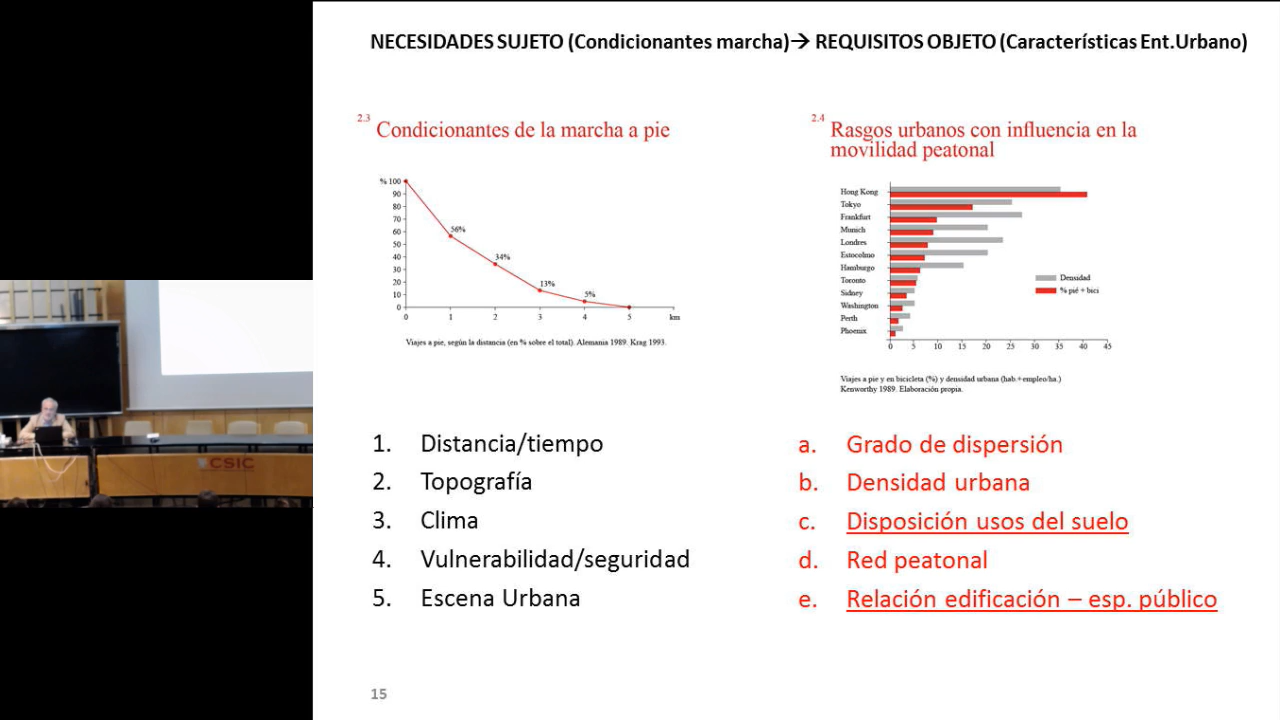 NECESIDADES SUJETO (Condicionantes marcha)→ REQUISITOS OBJETO (Características Ent.Urbano)
2.3 Condicionantes de la marcha a pie
% 100
90
80
70
60
50
40
30
20
10
0
56%
34%
13%
5%
0 1 2 3 4 5 km
Viajes a pie, según la distancia (en % sobre el total). Alemania 1989. Krag 1993.
2.4 Rasgos urbanos con influencia en la
movilidad peatonal
Hong Kong
Tokyo
Frankfurt
Munich
Londres
Estocolmo
Hamburgo
Toronto
Sidney
Washington
Perth
Phoenix
Densidad
% pié + bici
0 5 10 15 20 25 30 35 40 45
Viajes a pie y en bicicleta (%) y densidad urbana (hab.+empleo/ha.)
Kenworthy 1989. Elaboración propia.
1. Distancia/tiempo
2. Topografía
3. Clima
4. Vulnerabilidad/seguridad
5. Escena Urbana
a. Grado de dispersión
b. Densidad urbana
c. Disposición usos del suelo
d. Red peatonal
e. Relación edificación – esp. público
15
CSIC